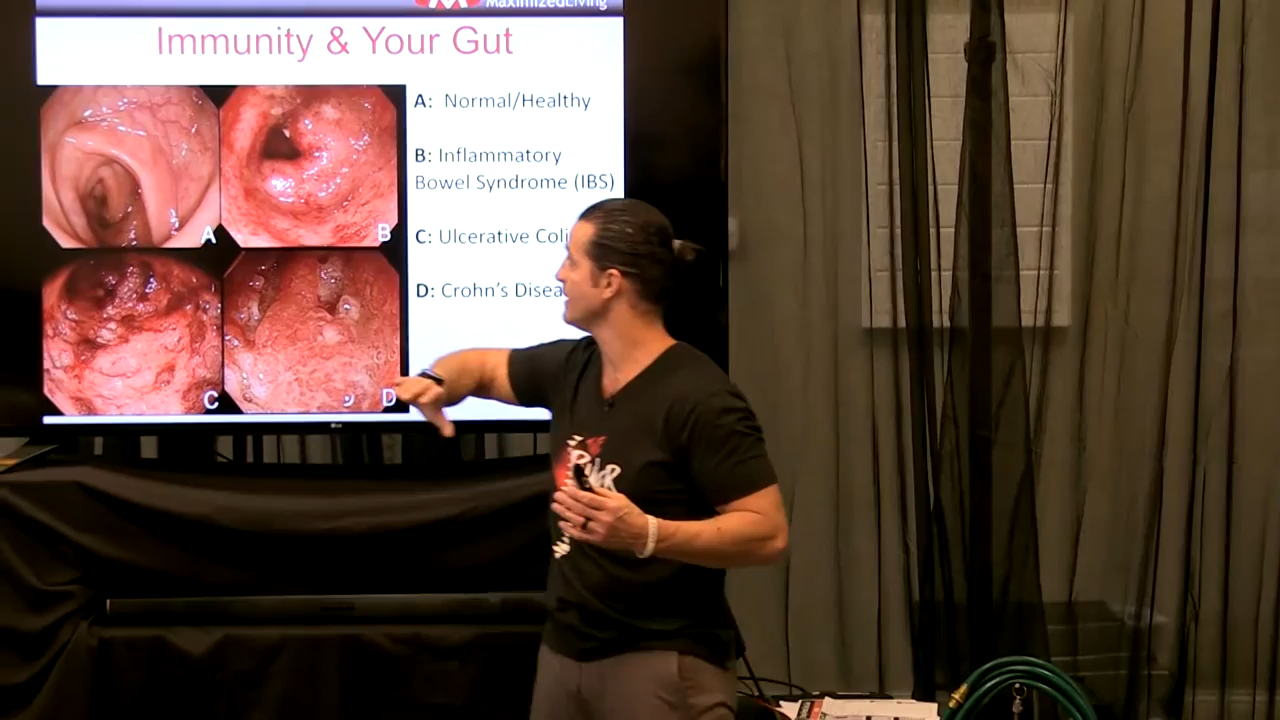 MaximizedLiving
Immunity & Your Gut
A: Normal/Healthy
B: Inflammatory
Bowel Syndrome (IBS)
C: Ulcerative Coli
D: Crohn's Disea
A
B
C
D